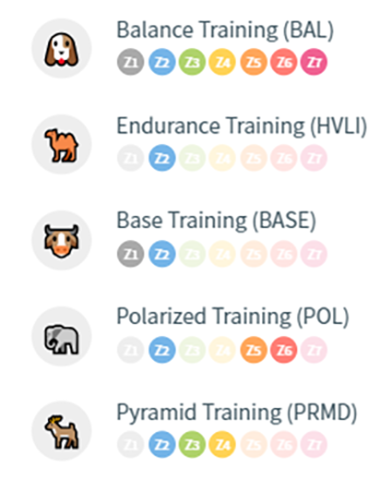 Balance Training (BAL)
Z1 Z2 Z3 Z4 Z5 Z6 Z7
Endurance Training (HVLI)
Z1 Z2 Z3 Z4 Z5 Z6 Z7
Base Training (BASE)
Z1 Z2 Z3 Z4 Z5 Z6 Z7
Polarized Training (POL)
Z1 Z2 Z3 Z4 Z5 Z6 Z7
Pyramid Training (PRMD)
Z1 Z2 Z3 Z4 Z5 Z6 Z7